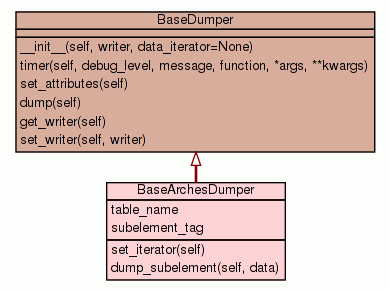 BaseDumper
__init__(self, writer, data_iterator=None)
timer(self, debug_level, message, function, *args, **kwargs)
set_attributes(self)
dump(self)
get_writer(self)
set_writer(self, writer)
BaseArchesDumper
table_name
subelement_tag
set_iterator(self)
dump_subelement(self, data)